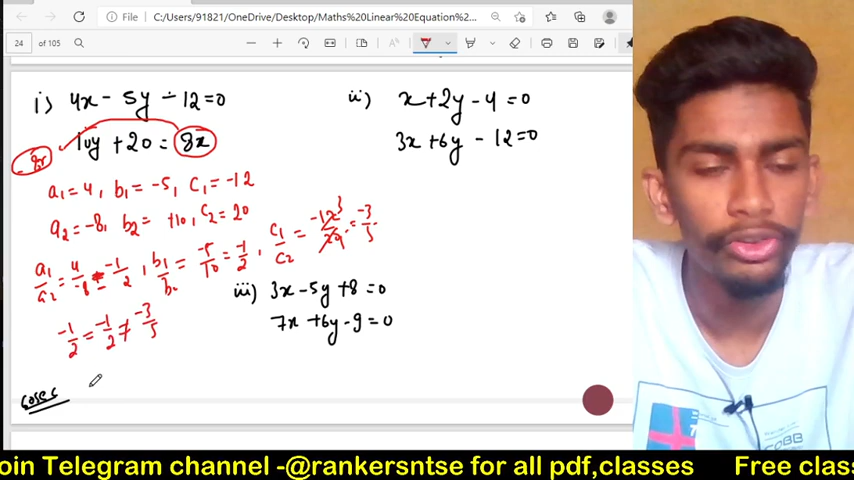 File | C:/Users/91821/OneDrive/Desktop/Maths%20Linear%20Equation%2...
24 of 105
i) 4x - 5y - 12 = 0
10y + 20 = 8x
- 8x
a₁ = 4, b₁ = -5, c₁ = -12
a₂ = -8, b₂ = +10, c₂ = 20
a₁/a₂ = 4/-8 = -1/2, b₁/b₂ = -5/10 = -1/2, c₁/c₂ = -12/20 = -3/5
-1/2 = -1/2 ≠ -3/5
ii) x + 2y - 4 = 0
3x + 6y - 12 = 0
iii) 3x - 5y + 8 = 0
7x + 6y - 9 = 0
COBB
oin Telegram channel -@rankersntse for all pdf,classes Free class